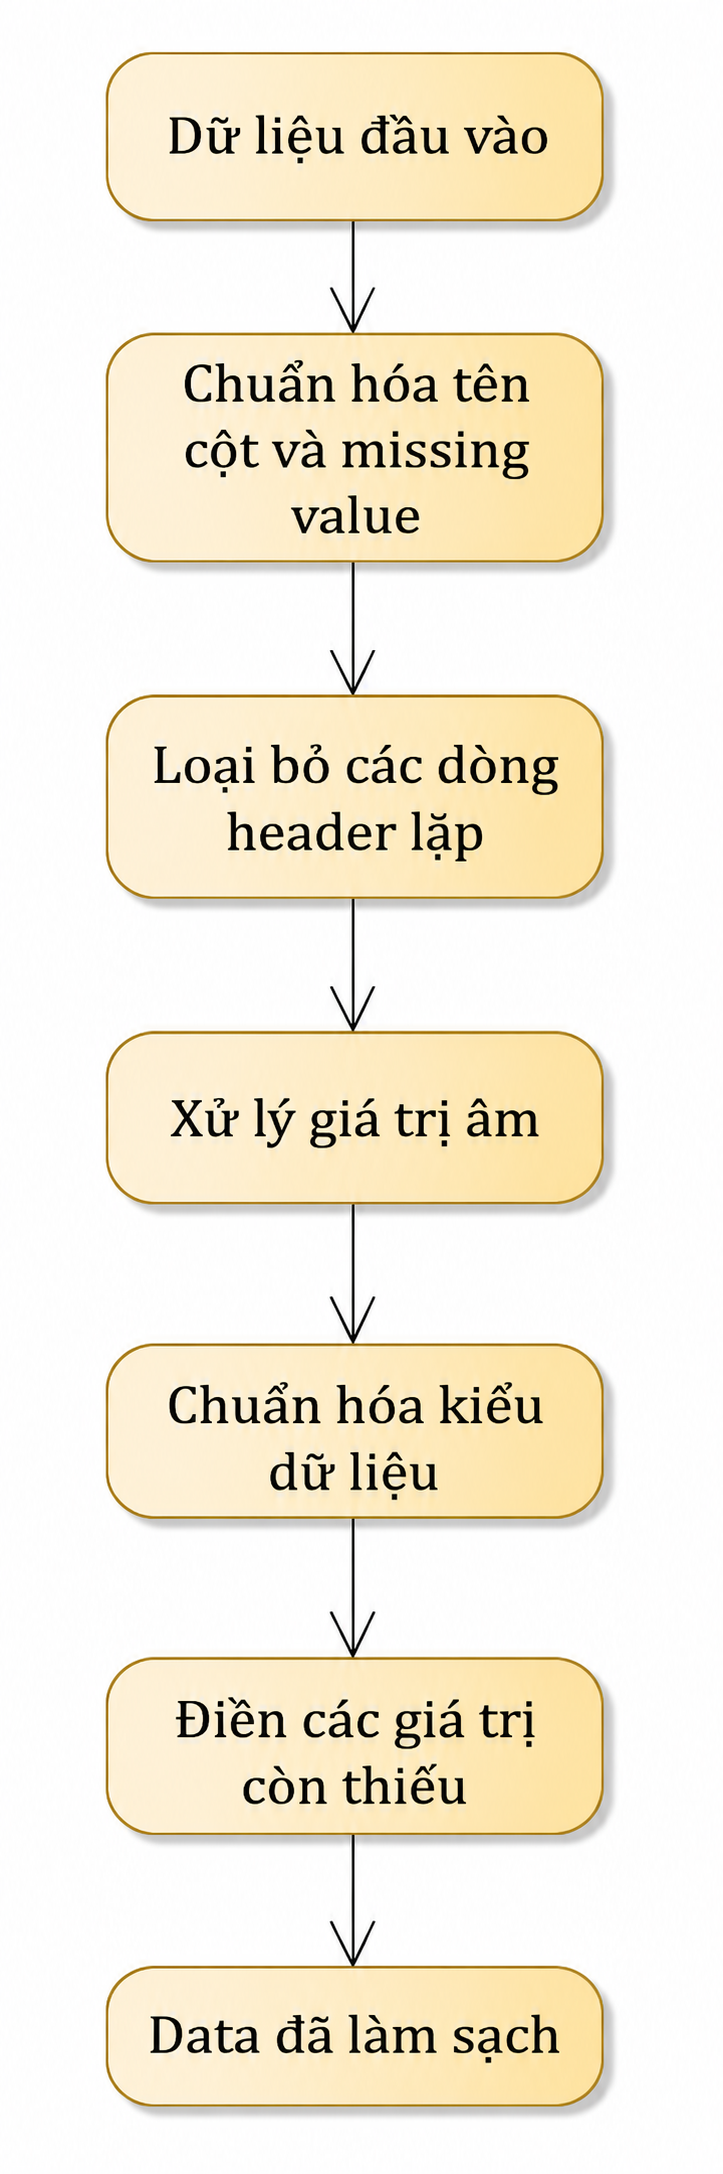 Dữ liệu đầu vào
Chuẩn hóa tên
cột và missing
value
Loại bỏ các dòng
header lặp
Xử lý giá trị âm
Chuẩn hóa kiểu
dữ liệu
Điền các giá trị
còn thiếu
Data đã làm sạch